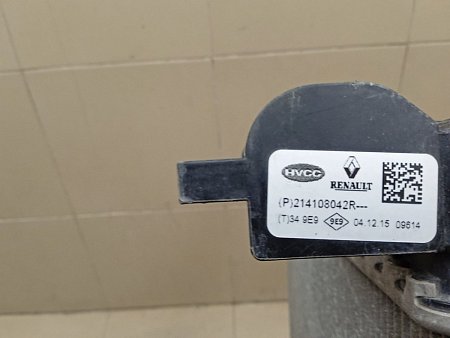 HVCC
RENAULT
(P)214108042R---
(T)34 9E9 9E9 04.12.15 09614